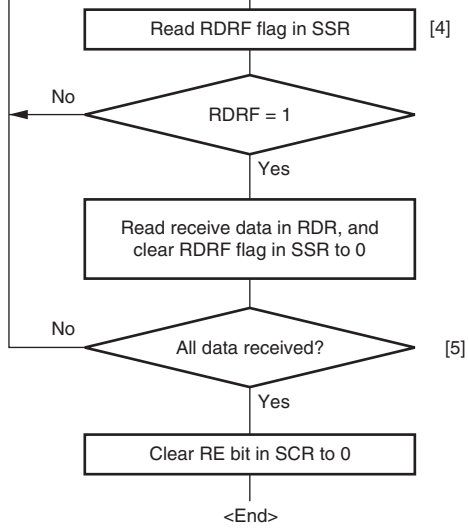 Read RDRF flag in SSR
[4]
No
RDRF = 1
Yes
Read receive data in RDR, and
clear RDRF flag in SSR to 0
No
All data received?
[5]
Yes
Clear RE bit in SCR to 0
<End>